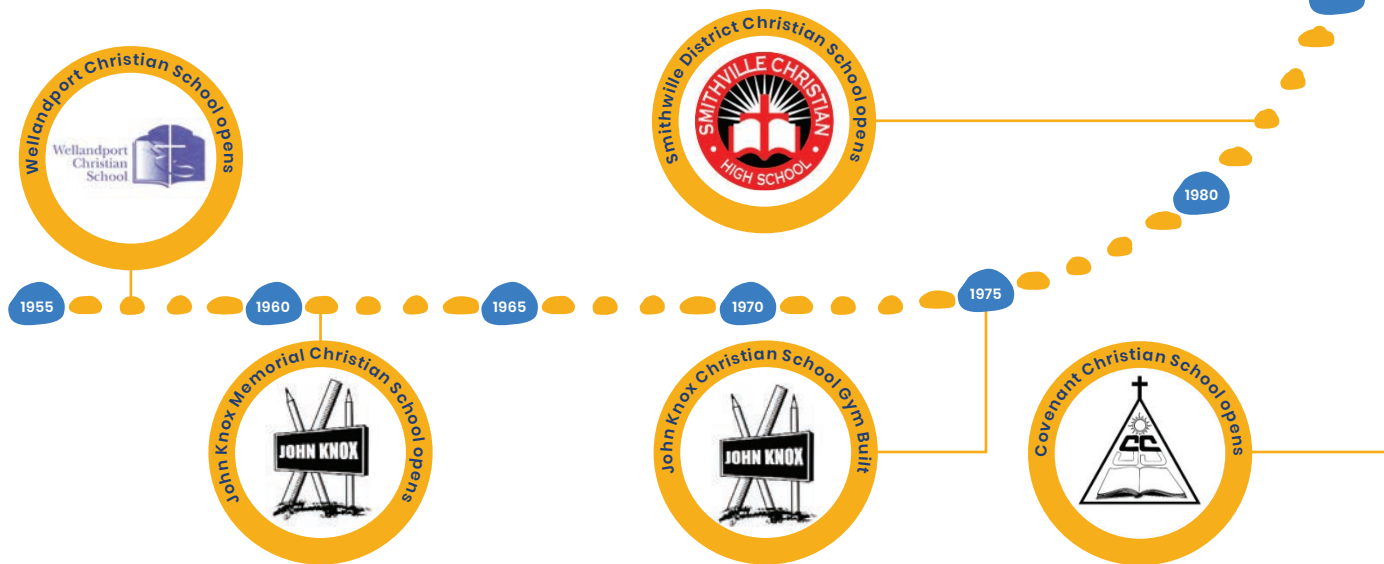 Wellandport Christian School opens
Wellandport
Christian
School
Smithville District Christian School opens
SMITHVILLE CHRISTIAN
• HIGH SCHOOL •
1955
1960
1965
1970
1975
1980
John Knox Memorial Christian School opens
JOHN KNOX
John Knox Christian School Gym Built
JOHN KNOX
Covenant Christian School opens
CCS